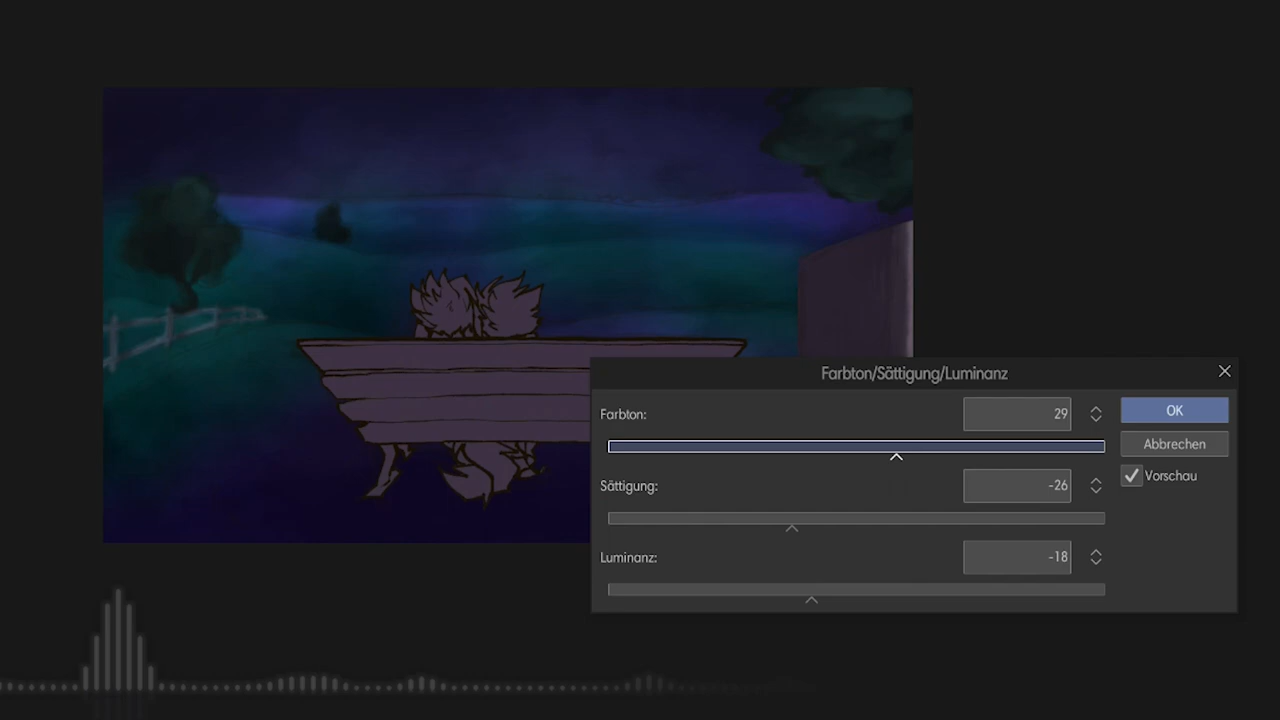 Farbton/Sättigung/Luminanz
Farbton:
29
OK
Abbrechen
Sättigung:
-26
Vorschau
Luminanz:
-18